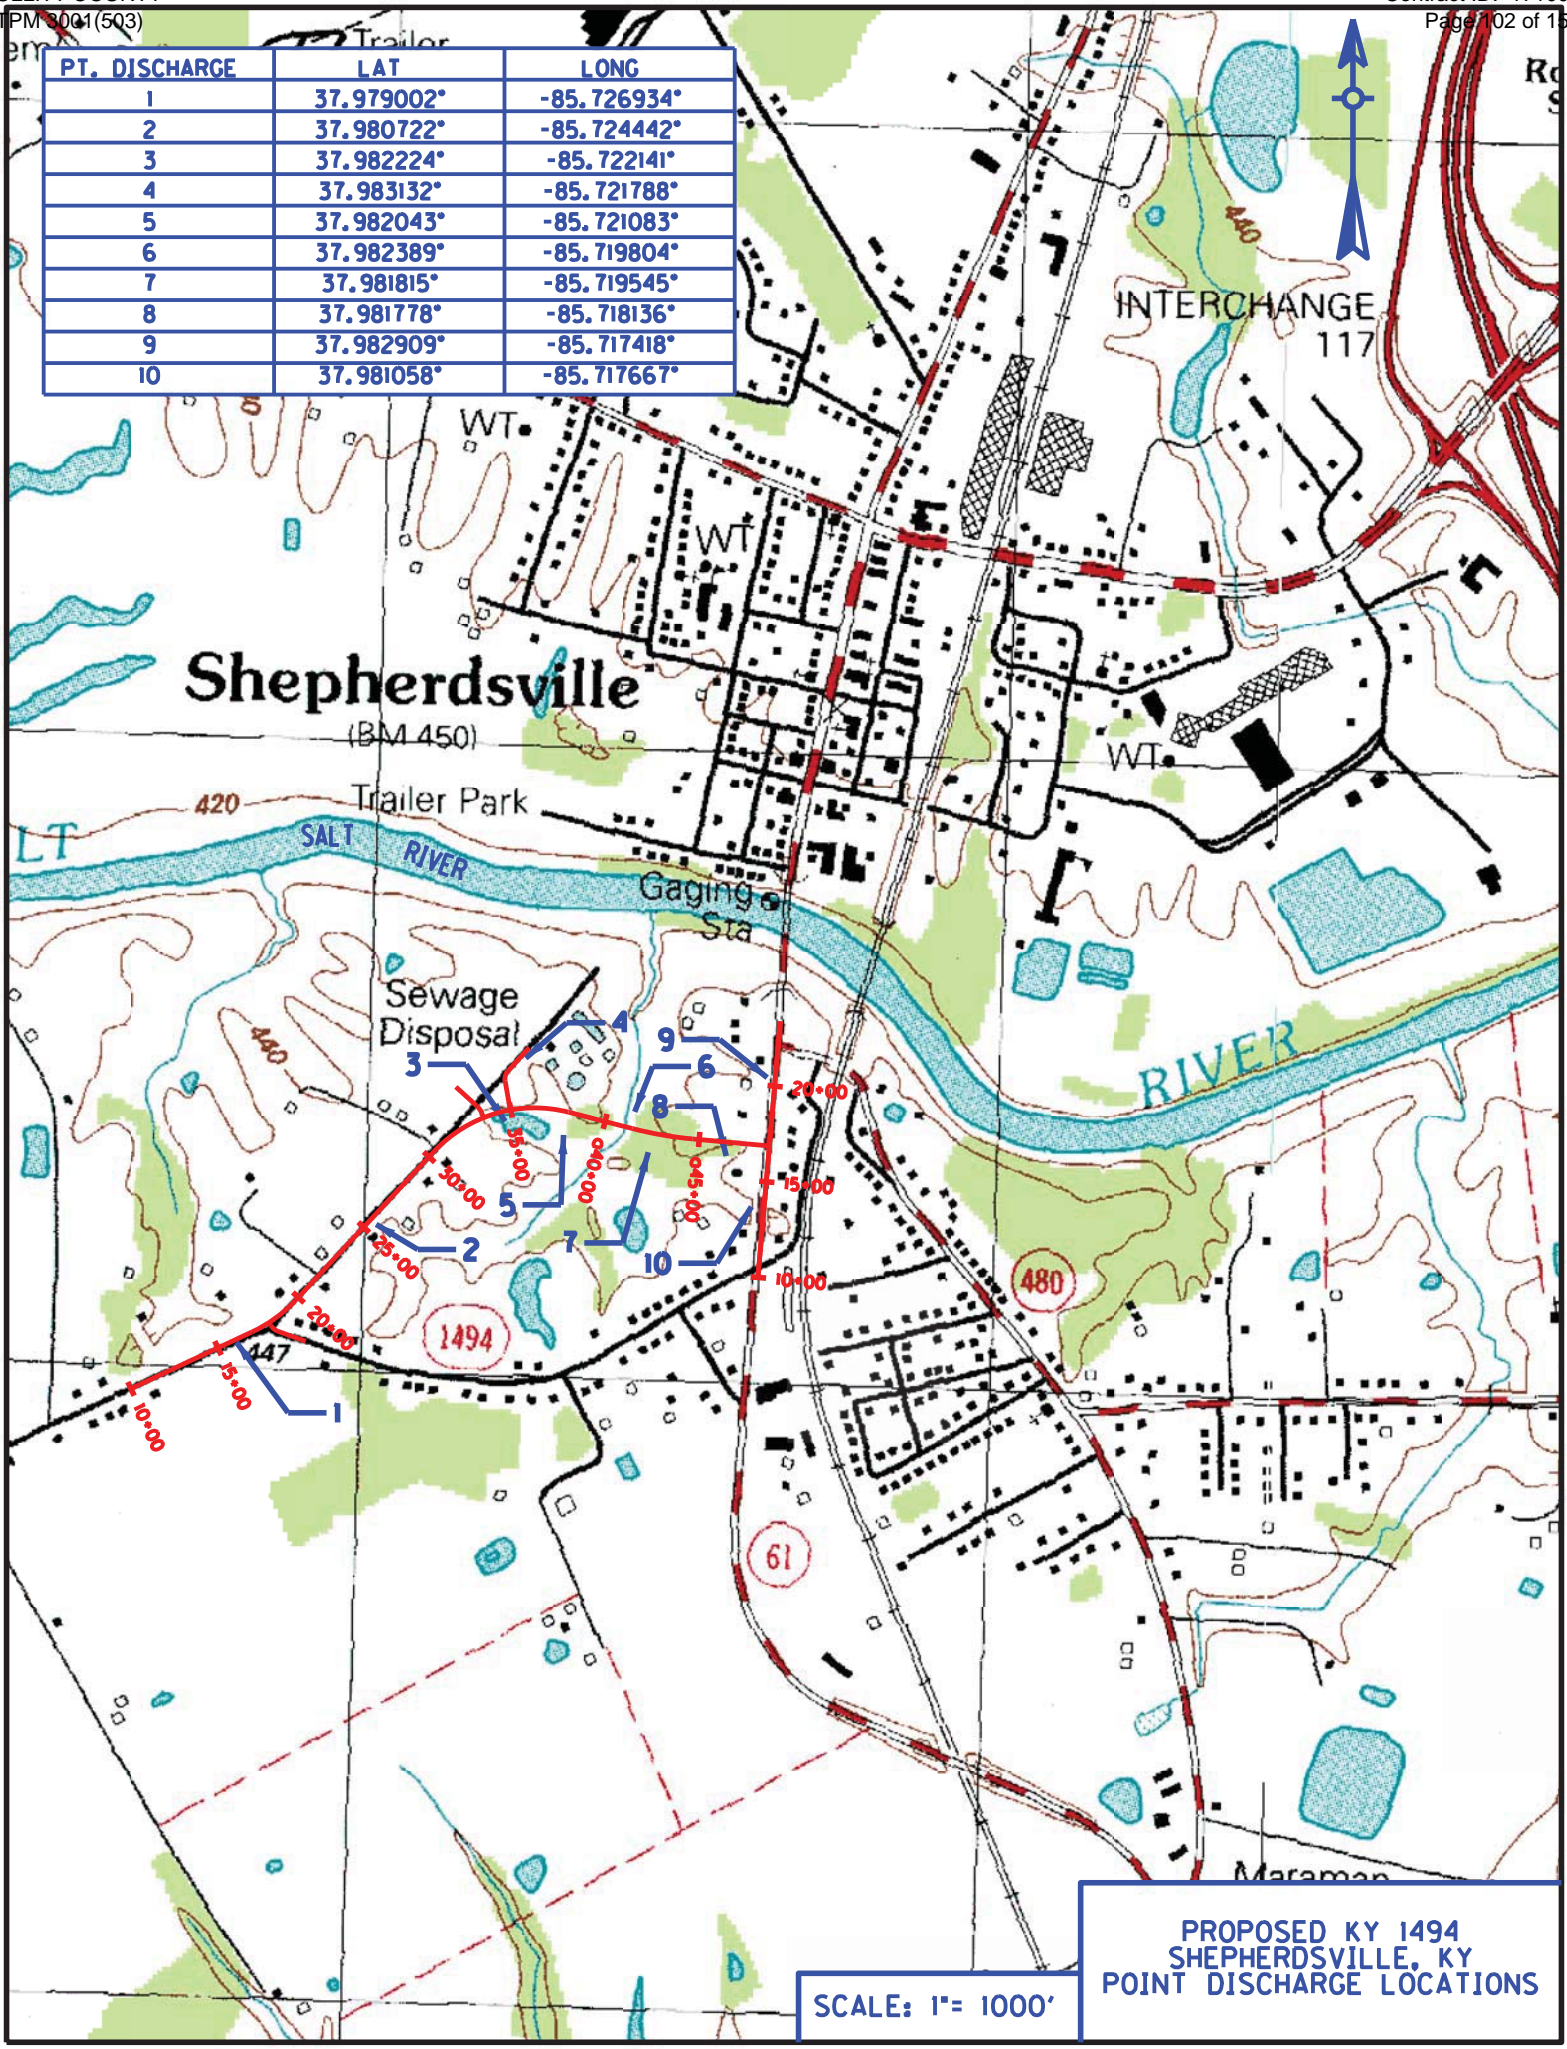 TPM 3001(503)
Page 102 of 15
Trailer
PT. DISCHARGE LAT LONG
1 37.979002° -85.726934°
2 37.980722° -85.724442°
3 37.982224° -85.722141°
4 37.983132° -85.721788°
5 37.982043° -85.721083°
6 37.982389° -85.719804°
7 37.981815° -85.719545°
8 37.981778° -85.718136°
9 37.982909° -85.717418°
10 37.981058° -85.717667°
440
INTERCHANGE
117
WT
WT
Shepherdsville
(BM 450)
WT
420
Trailer Park
LT
SALT RIVER
Gaging
Sta
Sewage
Disposal
440
RIVER
4
3
9
6
8
20+00
35+00
o40+00
o45+00
15+00
30+00
5
7
2
25+00
10
10+00
480
1494
20+00
447
15+00
1
10+00
61
Maraman
PROPOSED KY 1494
SHEPHERDSVILLE, KY
POINT DISCHARGE LOCATIONS
SCALE: 1"= 1000'